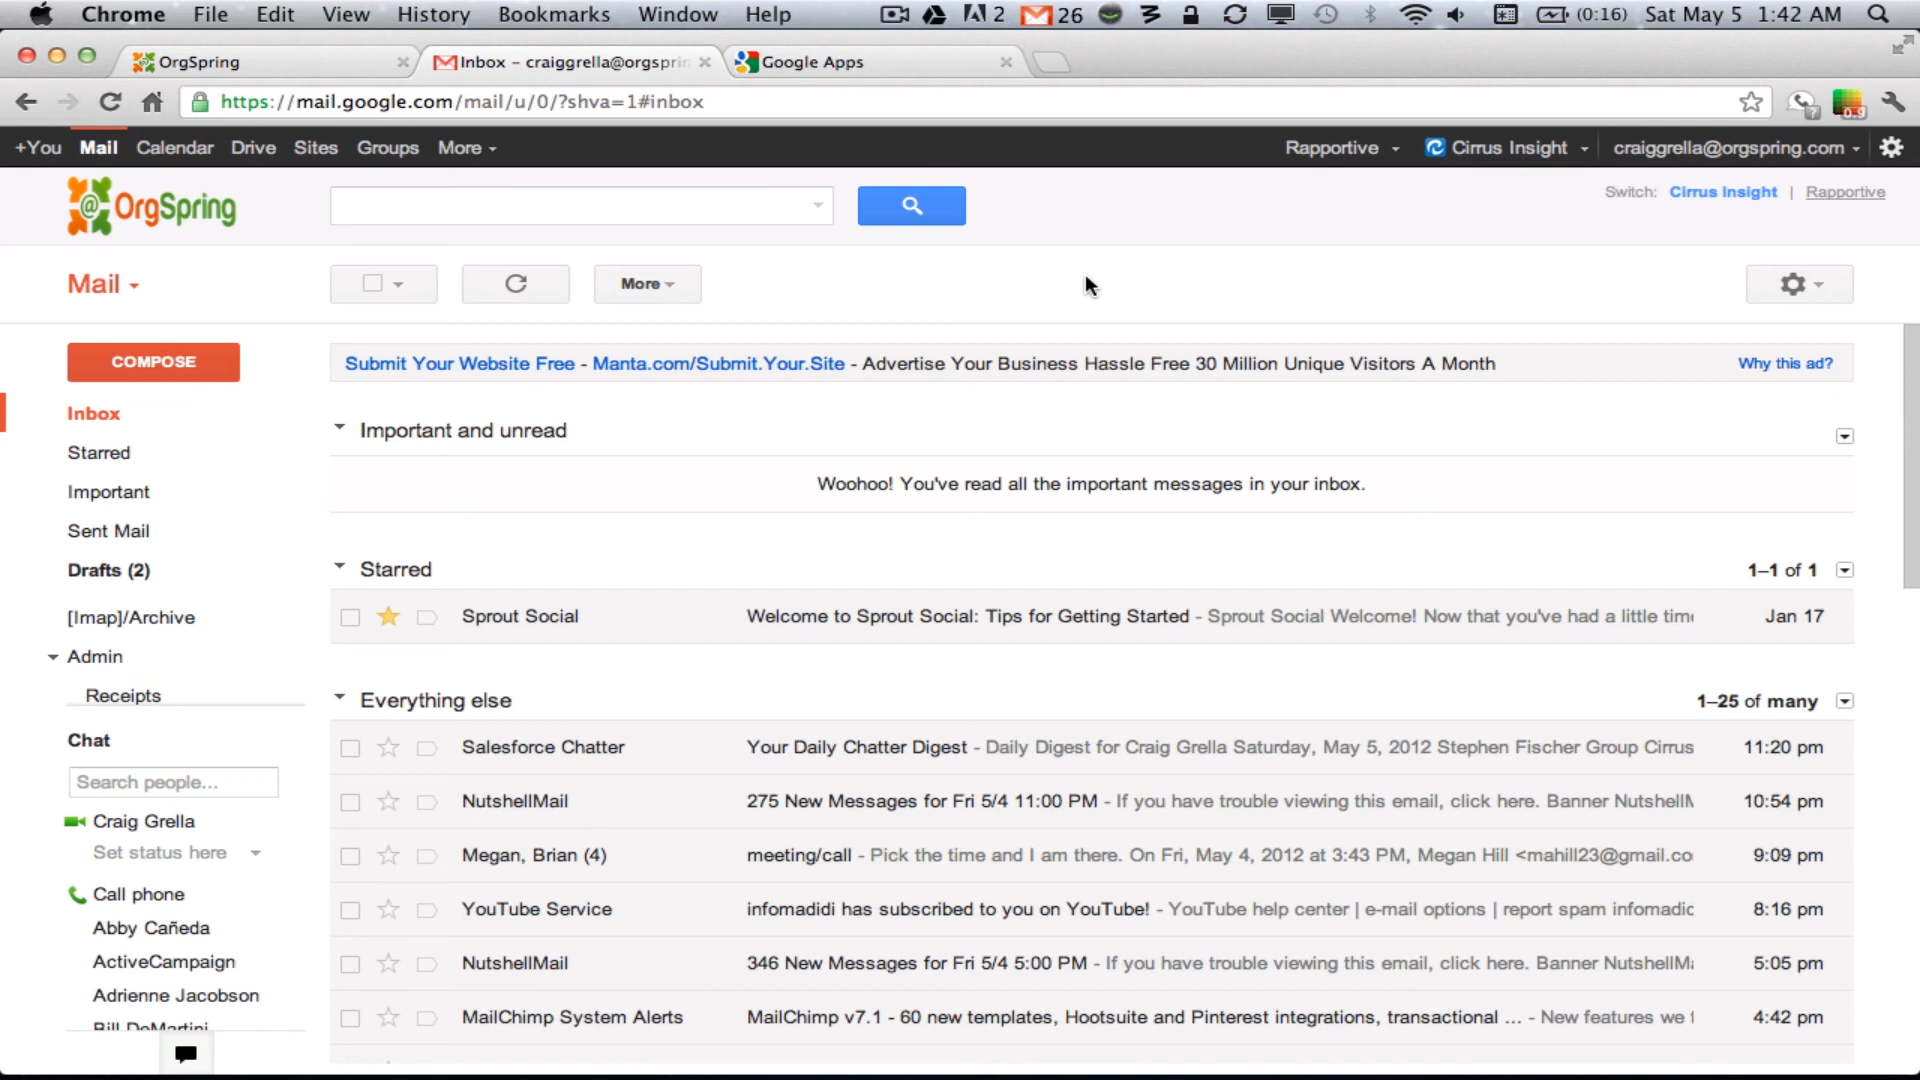 Chrome File Edit View History Bookmarks Window Help 2 26 (0:16) Sat May 5 1:42 AM
OrgSpring Inbox – craiggrella@orgsprin Google Apps
https://mail.google.com/mail/u/0/?shva=1#inbox 0.9
+You Mail Calendar Drive Sites Groups More Rapportive Cirrus Insight craiggrella@orgspring.com
@OrgSpring Switch: Cirrus Insight | Rapportive
Mail More
COMPOSE
Submit Your Website Free - Manta.com/Submit.Your.Site - Advertise Your Business Hassle Free 30 Million Unique Visitors A Month Why this ad?
Inbox
Important and unread
Starred
Woohoo! You've read all the important messages in your inbox.
Important
Sent Mail
Drafts (2)
Starred 1–1 of 1
[Imap]/Archive
Sprout Social Welcome to Sprout Social: Tips for Getting Started - Sprout Social Welcome! Now that you've had a little time Jan 17
Admin
Receipts
Everything else 1–25 of many
Chat
Salesforce Chatter Your Daily Chatter Digest - Daily Digest for Craig Grella Saturday, May 5, 2012 Stephen Fischer Group Cirrus 11:20 pm
Search people...
NutshellMail 275 New Messages for Fri 5/4 11:00 PM - If you have trouble viewing this email, click here. Banner NutshellM 10:54 pm
Craig Grella
Set status here
Megan, Brian (4) meeting/call - Pick the time and I am there. On Fri, May 4, 2012 at 3:43 PM, Megan Hill <mahill23@gmail.co 9:09 pm
Call phone
YouTube Service infomadidi has subscribed to you on YouTube! - YouTube help center | e-mail options | report spam infomadic 8:16 pm
Abby Cañeda
ActiveCampaign
NutshellMail 346 New Messages for Fri 5/4 5:00 PM - If you have trouble viewing this email, click here. Banner NutshellMa 5:05 pm
Adrienne Jacobson
MailChimp System Alerts MailChimp v7.1 - 60 new templates, Hootsuite and Pinterest integrations, transactional ... - New features we 4:42 pm
Bill DeMartini